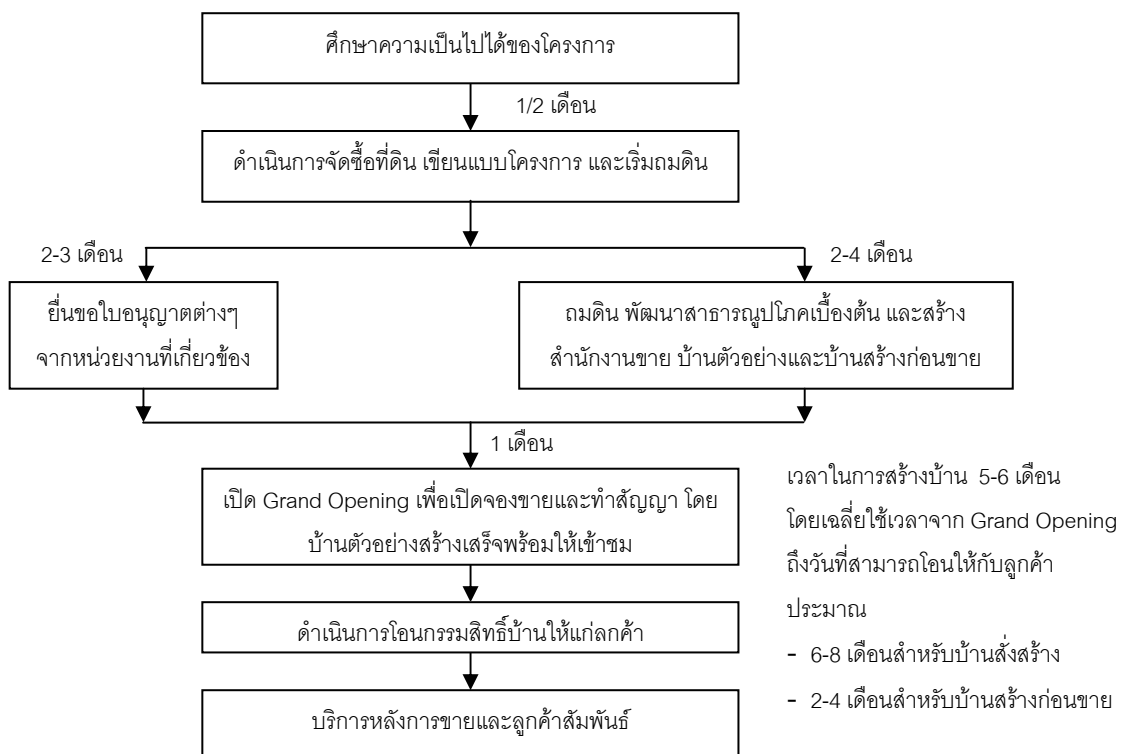 ศึกษาความเป็นไปได้ของโครงการ
1/2 เดือน
ดำเนินการจัดซื้อที่ดิน เขียนแบบโครงการ และเริ่มถมดิน
2-3 เดือน
2-4 เดือน
ยื่นขอใบอนุญาตต่างๆ
จากหน่วยงานที่เกี่ยวข้อง
ถมดิน พัฒนาสาธารณูปโภคเบื้องต้น และสร้าง
สำนักงานขาย บ้านตัวอย่างและบ้านสร้างก่อนขาย
1 เดือน
เปิด Grand Opening เพื่อเปิดจองขายและทำสัญญา โดย
บ้านตัวอย่างสร้างเสร็จพร้อมให้เข้าชม
ดำเนินการโอนกรรมสิทธิ์บ้านให้แก่ลกค้า
บริการหลังการขายและลูกค้าสัมพันธ์
เวลาในการสร้างบ้าน 5-6 เดือน
โดยเฉลี่ยใช้เวลาจาก Grand Opening
ถึงวันที่สามารถโอนให้กับลูกค้า
ประมาณ
- 6-8 เดือนสำหรับบ้านสั่งสร้าง
- 2-4 เดือนสำหรับบ้านสร้างก่อนขาย